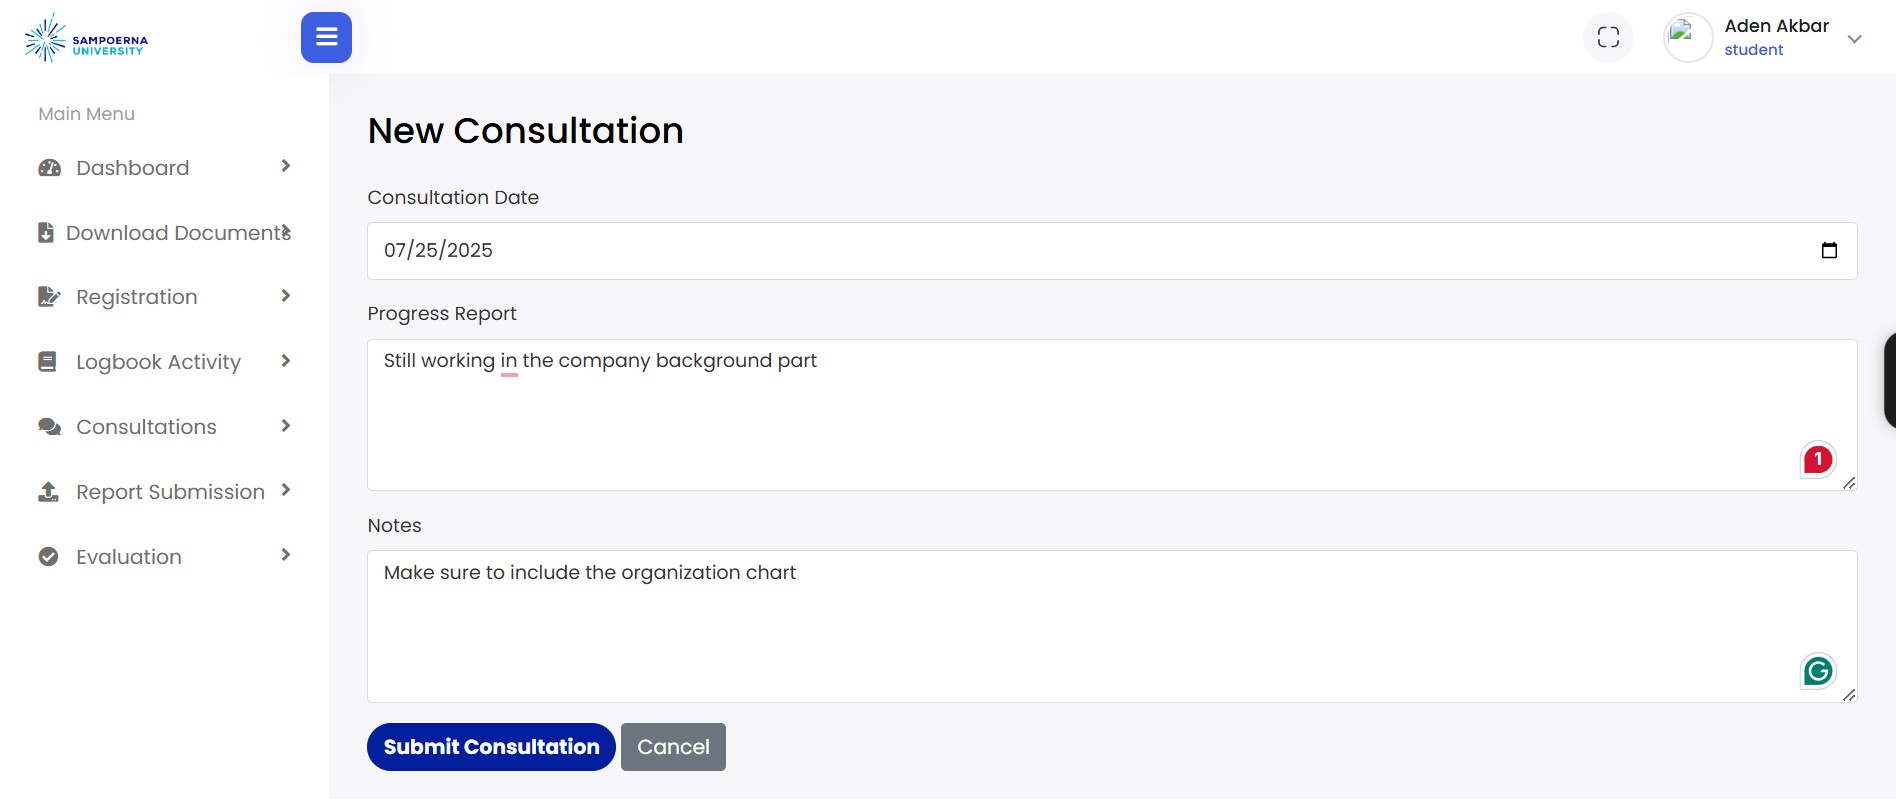 SAMPOERNA
UNIVERSITY
Aden Akbar
student
Main Menu
Dashboard
Download Documents
Registration
Logbook Activity
Consultations
Report Submission
Evaluation
New Consultation
Consultation Date
07/25/2025
Progress Report
Still working in the company background part
1
Notes
Make sure to include the organization chart
G
Submit Consultation
Cancel